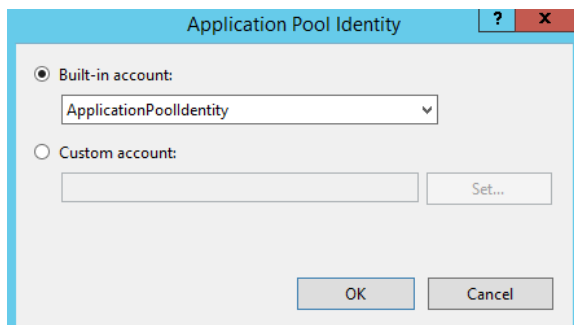 Application Pool Identity
? x
Built-in account:
ApplicationPoolIdentity
Custom account:
Set...
OK Cancel